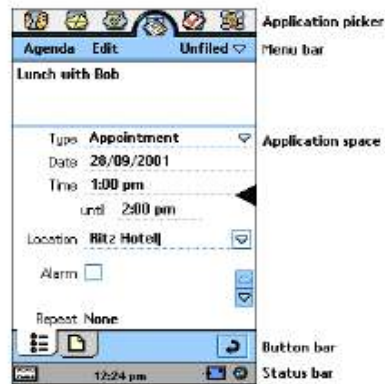 Application picker
Agenda Edit Unfiled
Menu bar
Lunch with Bob
Type Appointment
Application space
Date 28/09/2001
Time 1:00 pm
until 2:00 pm
Location Ritz Hotel
Alarm
Repeat None
Button bar
12:24 pm
Status bar